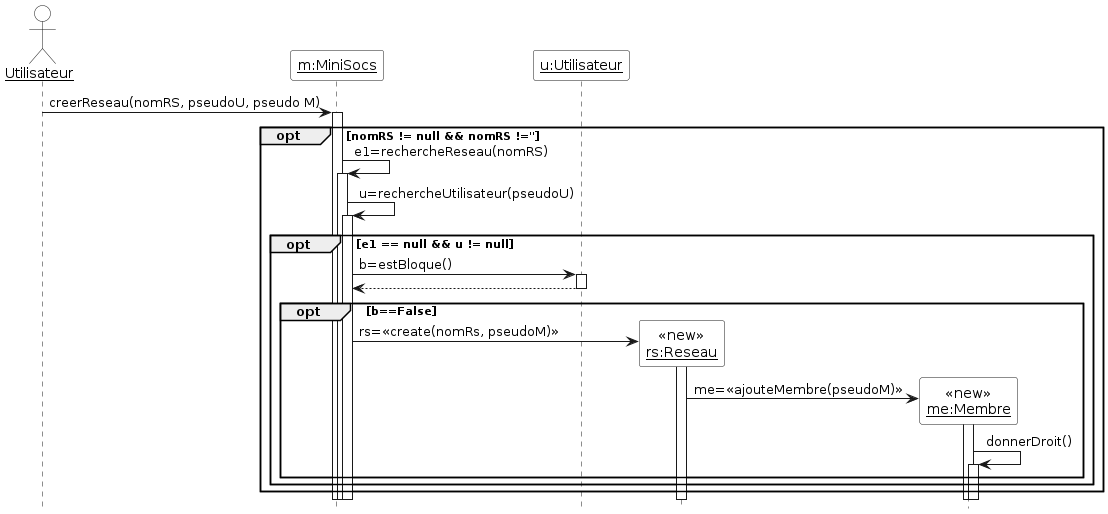 Utilisateur
m:MiniSocs
u:Utilisateur
creerReseau(nomRS, pseudoU, pseudo M)
opt [nomRS != null && nomRS !='']
e1=rechercheReseau(nomRS)
u=rechercheUtilisateur(pseudoU)
opt [e1 == null && u != null]
b=estBloque()
opt [b==False]
rs=«create(nomRs, pseudoM)»
«new»
rs:Reseau
me=«ajouteMembre(pseudoM)»
«new»
me:Membre
donnerDroit()